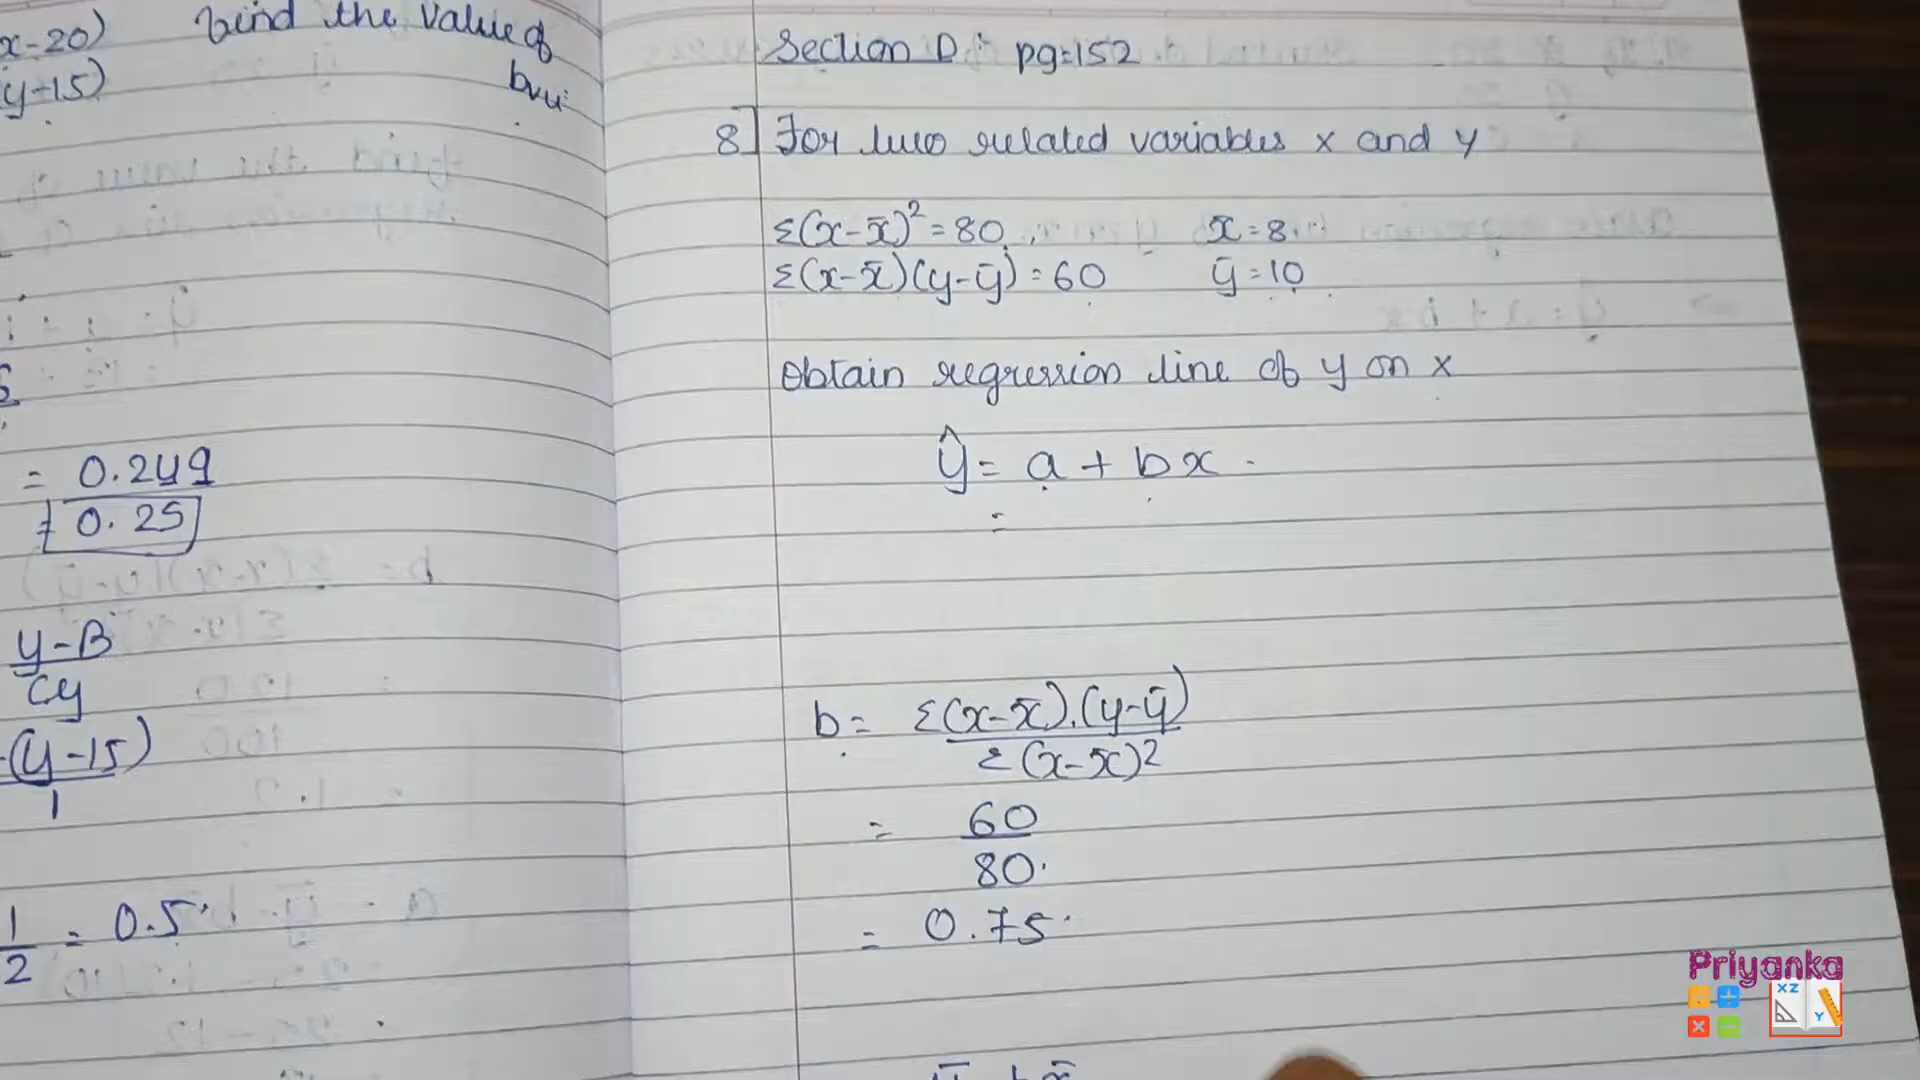 x-20) find the value of
y-15) bvu:
= 0.249
= 0.25
y-B
cy
(y-15)
1
1
2 = 0.5
Section D: pg:152
8] For two related variables x and y
Σ(x-x̄)²=80, x̄=8
Σ(x-x̄)(y-ȳ)=60 ȳ=10
Obtain regression line of y on x
ŷ= a + bx
=
b= Σ(x-x̄).(y-ȳ)
Σ(x-x̄)2
= 60
80
= 0.75
Priyanka
XZ
Y